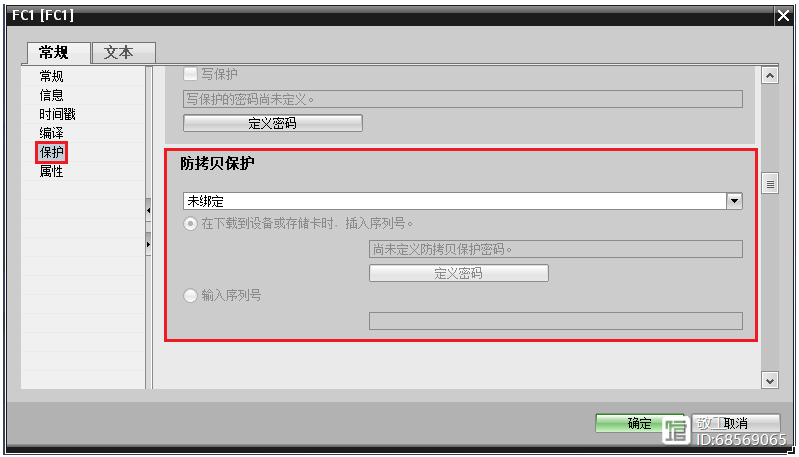 FC1 [FC1]
常规 文本
常规
信息
时间戳
编译
保护
属性
写保护
写保护的密码尚未定义。
定义密码
防拷贝保护
未绑定
在下载到设备或存储卡时，插入序列号。
尚未定义防拷贝保护密码。
定义密码
输入序列号
确定 取消
敬工
ID:68569065